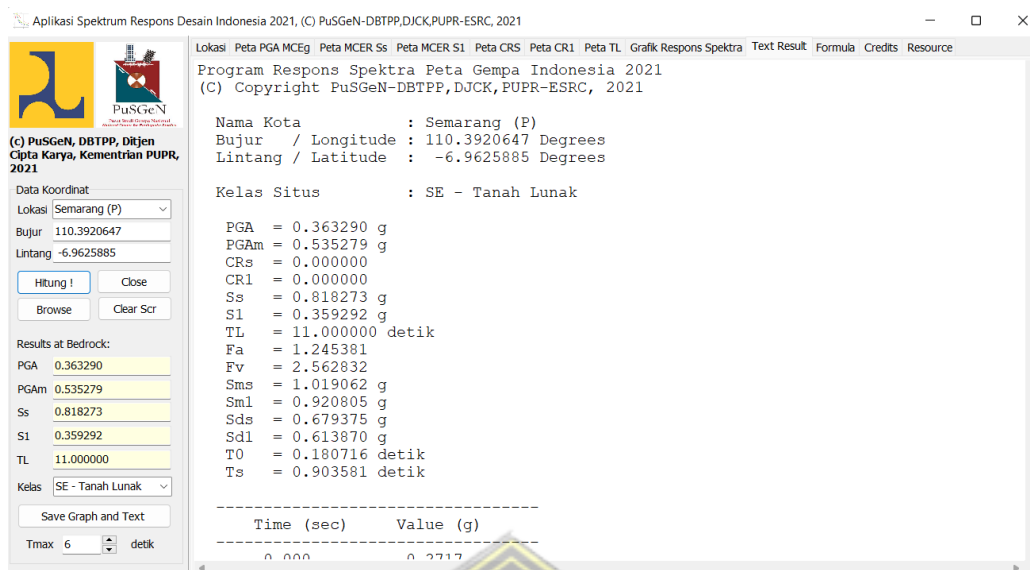 Aplikasi Spektrum Respons Desain Indonesia 2021, (C) PuSGeN-DBTPP,DJCK,PUPR-ESRC, 2021
Lokasi Peta PGA MCEg Peta MCER Ss Peta MCER S1 Peta CRS Peta CR1 Peta TL Grafik Respons Spektra Text Result Formula Credits Resource
PuSGeN
(c) PuSGeN, DBTPP, Ditjen
Cipta Karya, Kementrian PUPR,
2021
Data Koordinat
Lokasi Semarang (P)
Bujur 110.3920647
Lintang -6.9625885
Hitung ! Close
Browse Clear Scr
Results at Bedrock:
PGA 0.363290
PGAm 0.535279
Ss 0.818273
S1 0.359292
TL 11.000000
Kelas SE - Tanah Lunak
Save Graph and Text
Tmax 6 detik
Program Respons Spektra Peta Gempa Indonesia 2021
(C) Copyright PuSGeN-DBTPP,DJCK,PUPR-ESRC, 2021
Nama Kota : Semarang (P)
Bujur / Longitude : 110.3920647 Degrees
Lintang / Latitude : -6.9625885 Degrees
Kelas Situs : SE - Tanah Lunak
PGA = 0.363290 g
PGAm = 0.535279 g
CRs = 0.000000
CR1 = 0.000000
Ss = 0.818273 g
S1 = 0.359292 g
TL = 11.000000 detik
Fa = 1.245381
Fv = 2.562832
Sms = 1.019062 g
Sm1 = 0.920805 g
Sds = 0.679375 g
Sd1 = 0.613870 g
T0 = 0.180716 detik
Ts = 0.903581 detik
----------------------------------
Time (sec) Value (g)
----------------------------------
0.000 0.2717